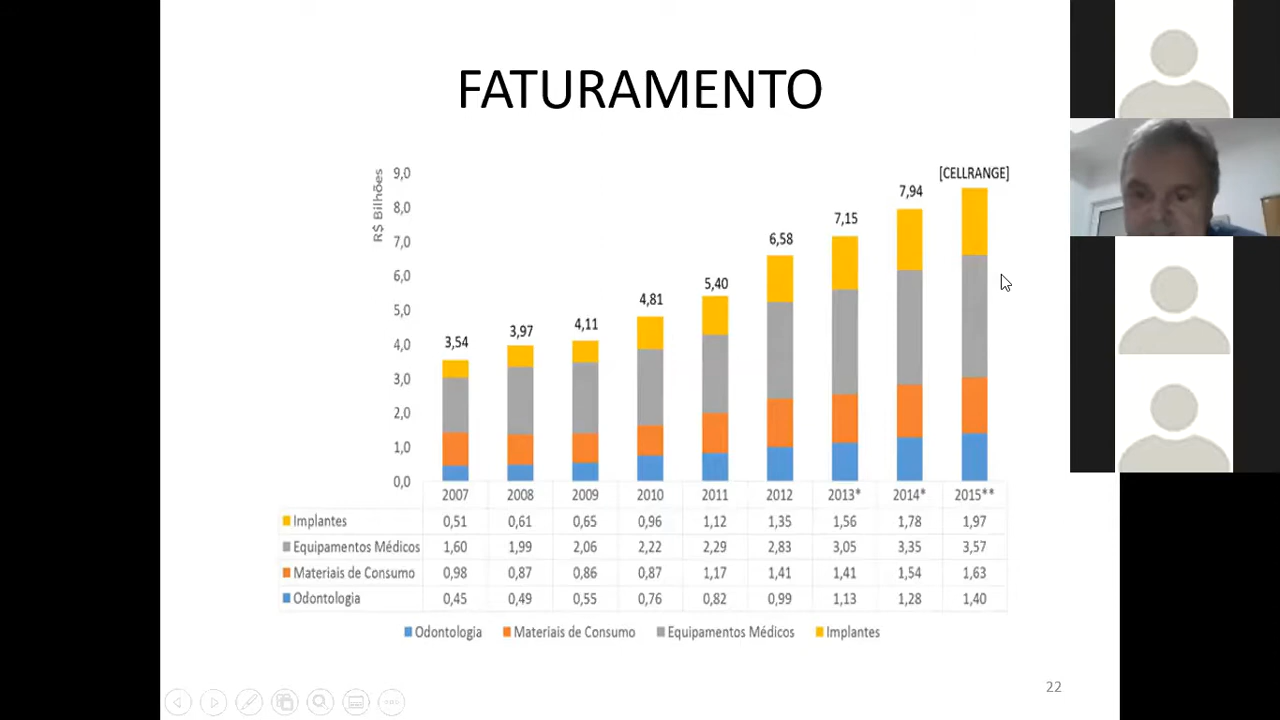 FATURAMENTO
R$ Bilhões
9,0
8,0
7,0
6,0
5,0
4,0
3,0
2,0
1,0
0,0
3,54
3,97
4,11
4,81
5,40
6,58
7,15
7,94
[CELLRANGE]
2007 2008 2009 2010 2011 2012 2013* 2014* 2015**
Implantes 0,51 0,61 0,65 0,96 1,12 1,35 1,56 1,78 1,97
Equipamentos Médicos 1,60 1,99 2,06 2,22 2,29 2,83 3,05 3,35 3,57
Materiais de Consumo 0,98 0,87 0,86 0,87 1,17 1,41 1,41 1,54 1,63
Odontologia 0,45 0,49 0,55 0,76 0,82 0,99 1,13 1,28 1,40
Odontologia Materiais de Consumo Equipamentos Médicos Implantes
22